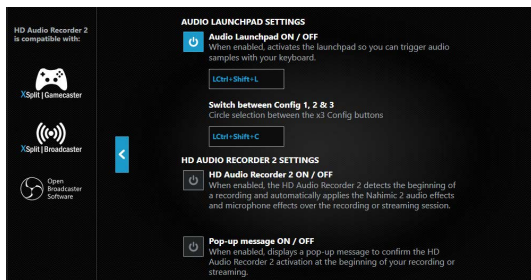 HD Audio Recorder 2
is compatible with:
XSplit | Gamecaster
XSplit | Broadcaster
Open
Broadcaster
Software
AUDIO LAUNCHPAD SETTINGS
Audio Launchpad ON / OFF
When enabled, activates the launchpad so you can trigger audio
samples with your keyboard.
LCtrl+Shift+L
Switch between Config 1, 2 & 3
Circle selection between the x3 Config buttons
LCtrl+Shift+C
HD AUDIO RECORDER 2 SETTINGS
HD Audio Recorder 2 ON / OFF
When enabled, the HD Audio Recorder 2 detects the beginning of
a recording and automatically applies the Nahimic 2 audio effects
and microphone effects over the recording or streaming session.
Pop-up message ON / OFF
When enabled, displays a pop-up message to confirm the HD
Audio Recorder 2 activation at the beginning of your recording or
streaming.